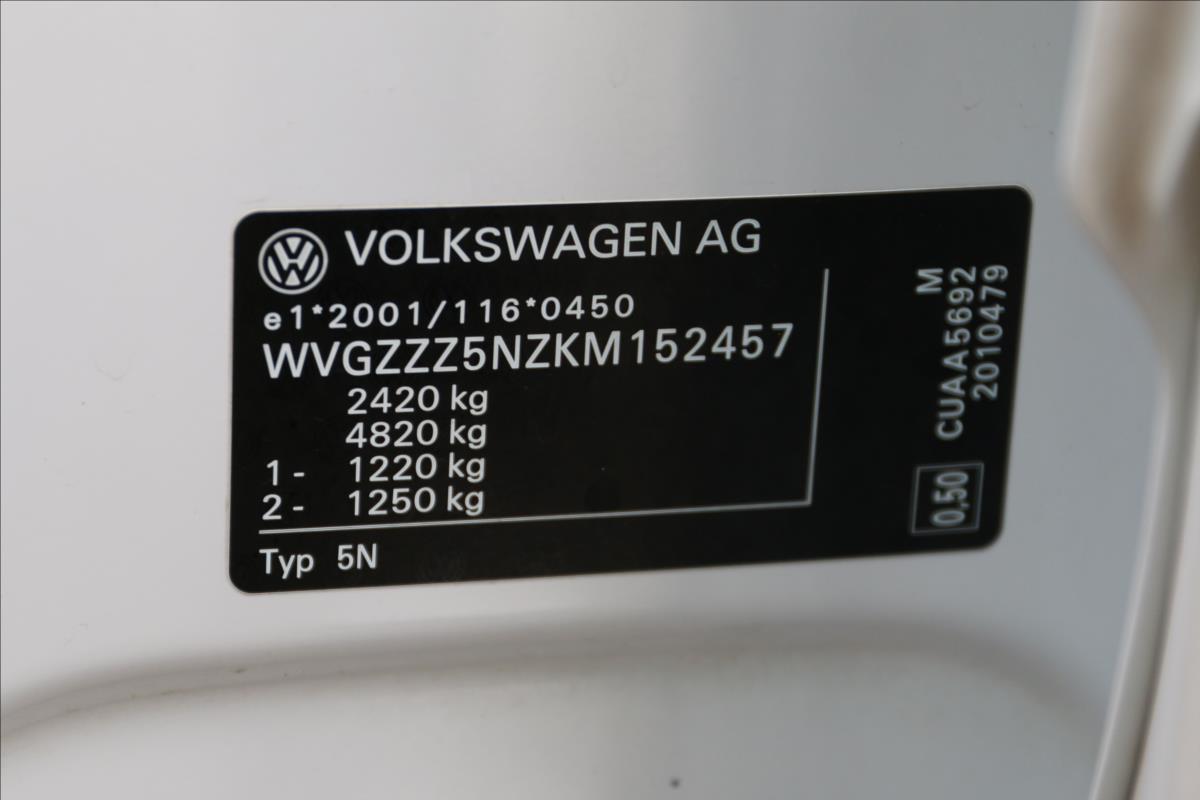 VOLKSWAGEN AG
e1*2001/116*0450
WVGZZZ5NZKM152457
2420 kg
4820 kg
1- 1220 kg
2- 1250 kg
Typ 5N
M
CUAA5692
2010479
0,50